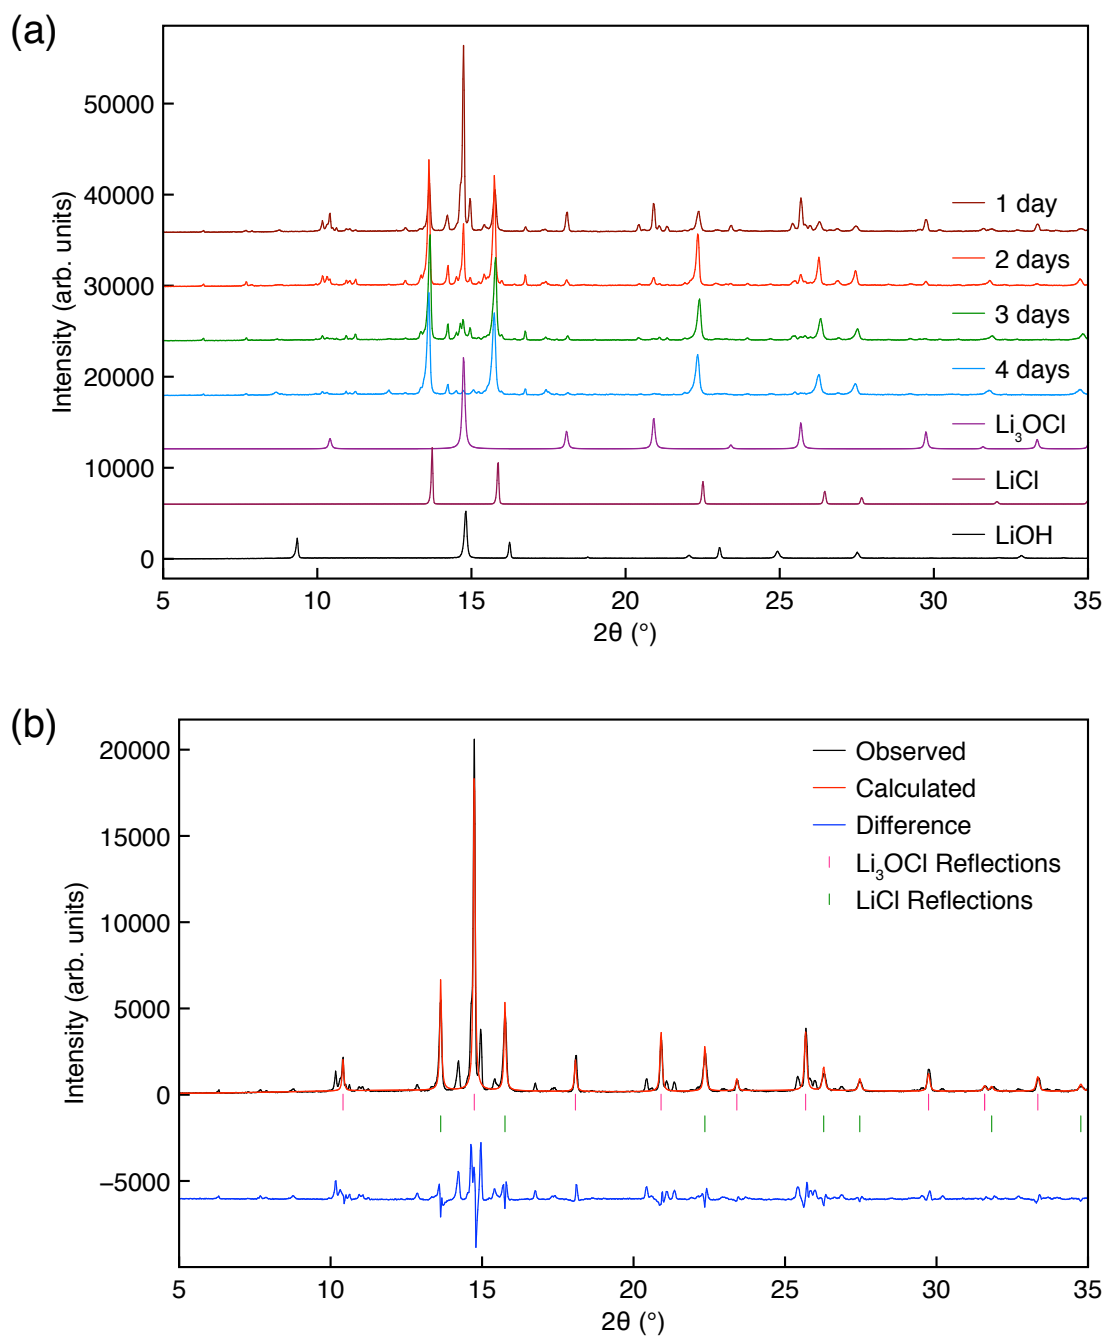 (a)
Intensity (arb. units)
50000
40000
30000
20000
10000
0
1 day
2 days
3 days
4 days
Li₃OCl
LiCl
LiOH
5 10 15 20 25 30 35
2θ (°)
(b)
Intensity (arb. units)
20000
15000
10000
5000
0
−5000
Observed
Calculated
Difference
Li₃OCl Reflections
LiCl Reflections
5 10 15 20 25 30 35
2θ (°)